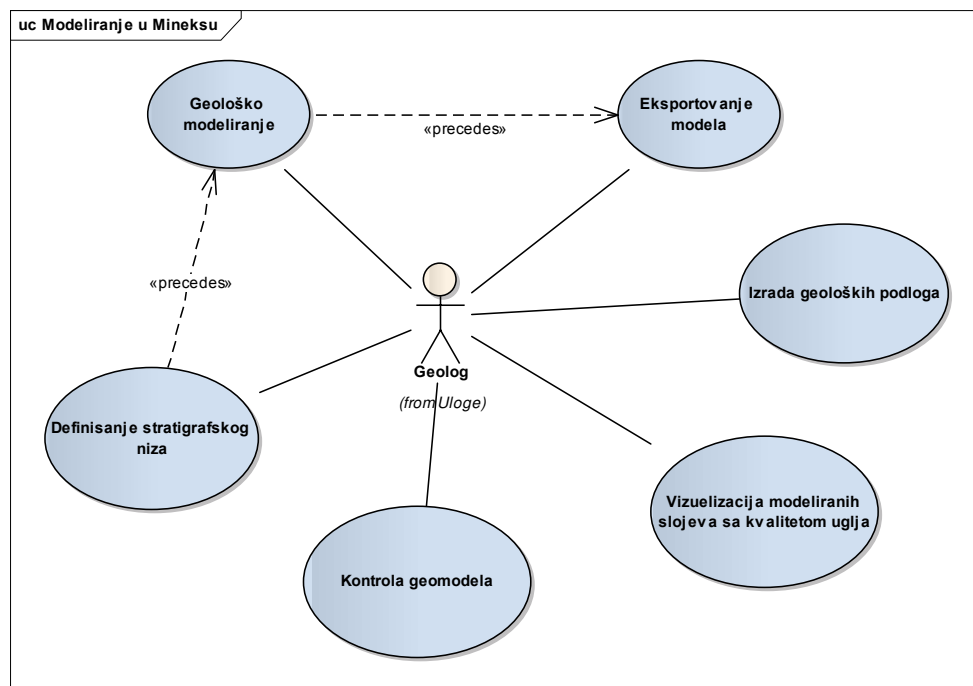 uc Modeliranje u Mineksu
Geološko
modeliranje
Eksportovanje
modela
«precedes»
Izrada geoloških podloga
«precedes»
Geolog
(from Uloge)
Definisanje stratigrafskog
niza
Vizuelizacija modeliranih
slojeva sa kvalitetom uglja
Kontrola geomodela